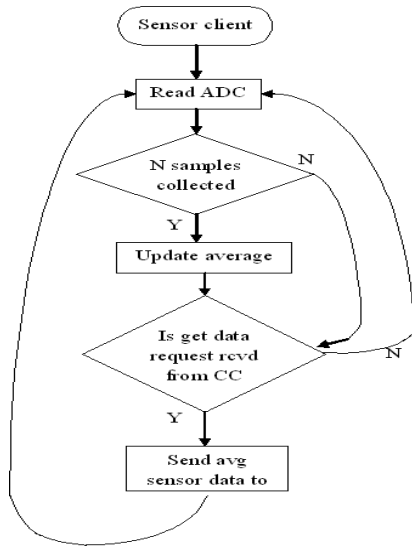 Sensor client
Read ADC
N samples
collected
N
Y
Update average
Is get data
request rcvd
from CC
N
Y
Send avg
sensor data to